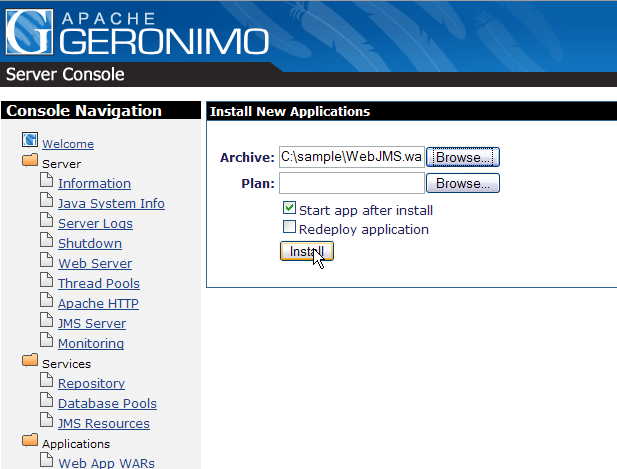 APACHE
GERONIMO
Server Console
Console Navigation
Welcome
Server
Information
Java System Info
Server Logs
Shutdown
Web Server
Thread Pools
Apache HTTP
JMS Server
Monitoring
Services
Repository
Database Pools
JMS Resources
Applications
Web App WARs
Install New Applications
Archive: C:\sample\WebJMS.wa Browse...
Plan: Browse...
Start app after install
Redeploy application
Install